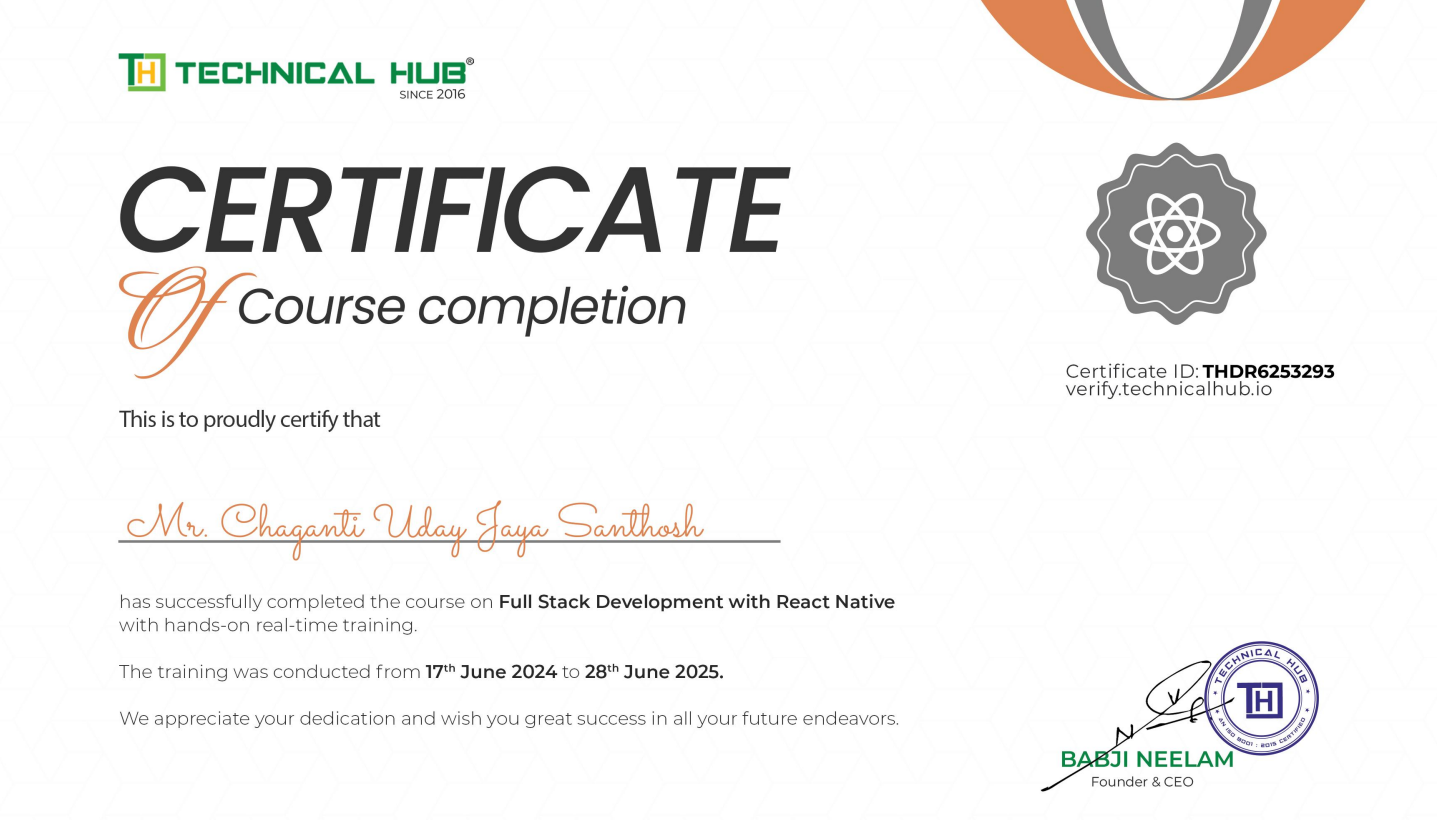 TH TECHNICAL HUB®
SINCE 2016
CERTIFICATE
Of Course completion
Certificate ID: THDR6253293
verify.technicalhub.io
This is to proudly certify that
Mr. Chaganti Uday Jaya Santhosh
has successfully completed the course on Full Stack Development with React Native
with hands-on real-time training.
The training was conducted from 17th June 2024 to 28th June 2025.
We appreciate your dedication and wish you great success in all your future endeavors.
TECHNICAL HUB
TH
AN ISO 9001 : 2015 CERTIFIED
BABJI NEELAM
Founder & CEO